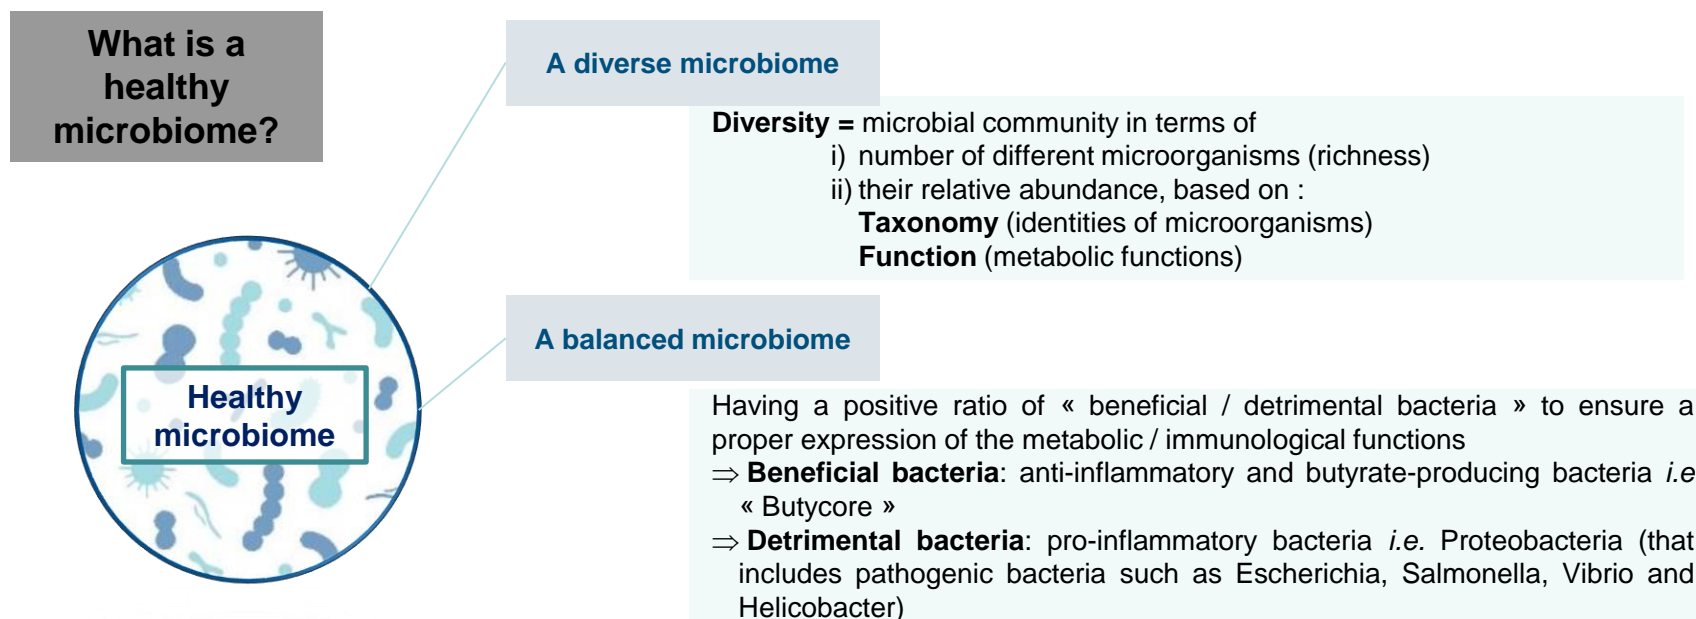 What is a
healthy
microbiome?
A diverse microbiome
Diversity = microbial community in terms of
i) number of different microorganisms (richness)
ii) their relative abundance, based on :
Taxonomy (identities of microorganisms)
Function (metabolic functions)
A balanced microbiome
Healthy
microbiome
Having a positive ratio of « beneficial / detrimental bacteria » to ensure a
proper expression of the metabolic / immunological functions
⇒ Beneficial bacteria: anti-inflammatory and butyrate-producing bacteria i.e
« Butycore »
⇒ Detrimental bacteria: pro-inflammatory bacteria i.e. Proteobacteria (that
includes pathogenic bacteria such as Escherichia, Salmonella, Vibrio and
Helicobacter)